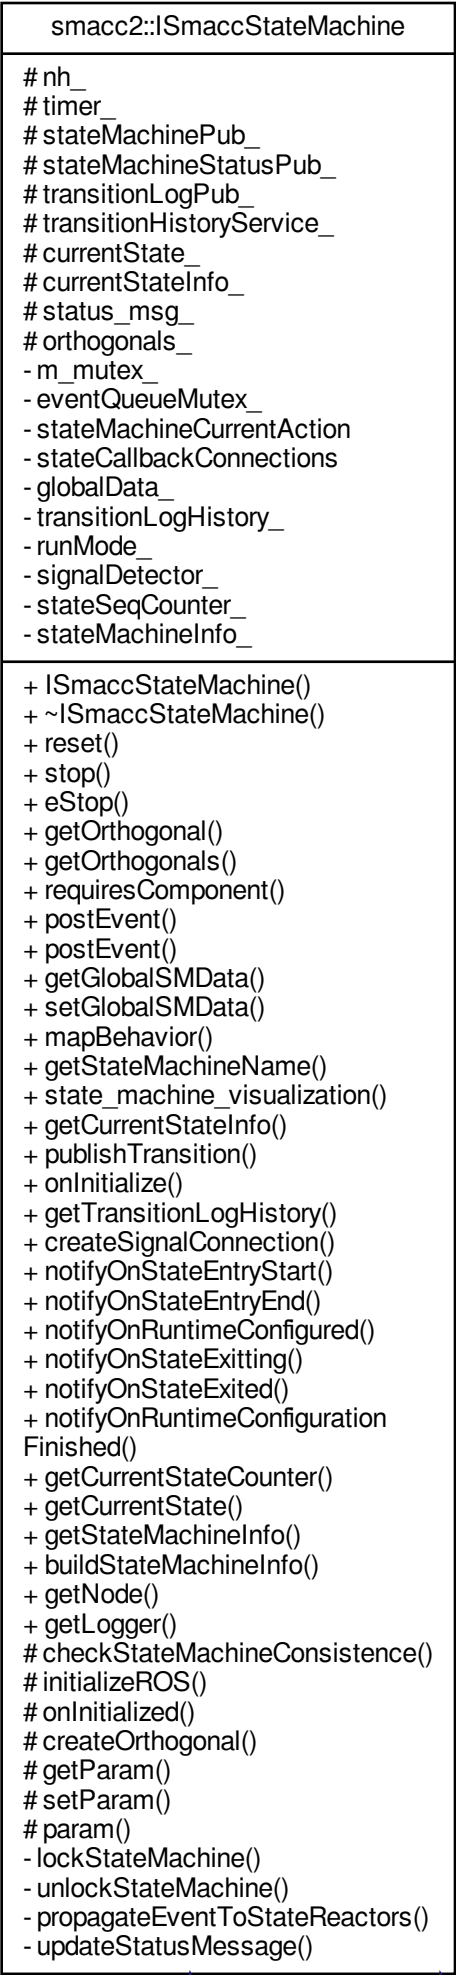 smacc2::ISmaccStateMachine
# nh_
# timer_
# stateMachinePub_
# stateMachineStatusPub_
# transitionLogPub_
# transitionHistoryService_
# currentState_
# currentStateInfo_
# status_msg_
# orthogonals_
- m_mutex_
- eventQueueMutex_
- stateMachineCurrentAction
- stateCallbackConnections
- globalData_
- transitionLogHistory_
- runMode_
- signalDetector_
- stateSeqCounter_
- stateMachineInfo_
+ ISmaccStateMachine()
+ ~ISmaccStateMachine()
+ reset()
+ stop()
+ eStop()
+ getOrthogonal()
+ getOrthogonals()
+ requiresComponent()
+ postEvent()
+ postEvent()
+ getGlobalSMData()
+ setGlobalSMData()
+ mapBehavior()
+ getStateMachineName()
+ state_machine_visualization()
+ getCurrentStateInfo()
+ publishTransition()
+ onInitialize()
+ getTransitionLogHistory()
+ createSignalConnection()
+ notifyOnStateEntryStart()
+ notifyOnStateEntryEnd()
+ notifyOnRuntimeConfigured()
+ notifyOnStateExitting()
+ notifyOnStateExited()
+ notifyOnRuntimeConfiguration
Finished()
+ getCurrentStateCounter()
+ getCurrentState()
+ getStateMachineInfo()
+ buildStateMachineInfo()
+ getNode()
+ getLogger()
# checkStateMachineConsistence()
# initializeROS()
# onInitialized()
# createOrthogonal()
# getParam()
# setParam()
# param()
- lockStateMachine()
- unlockStateMachine()
- propagateEventToStateReactors()
- updateStatusMessage()